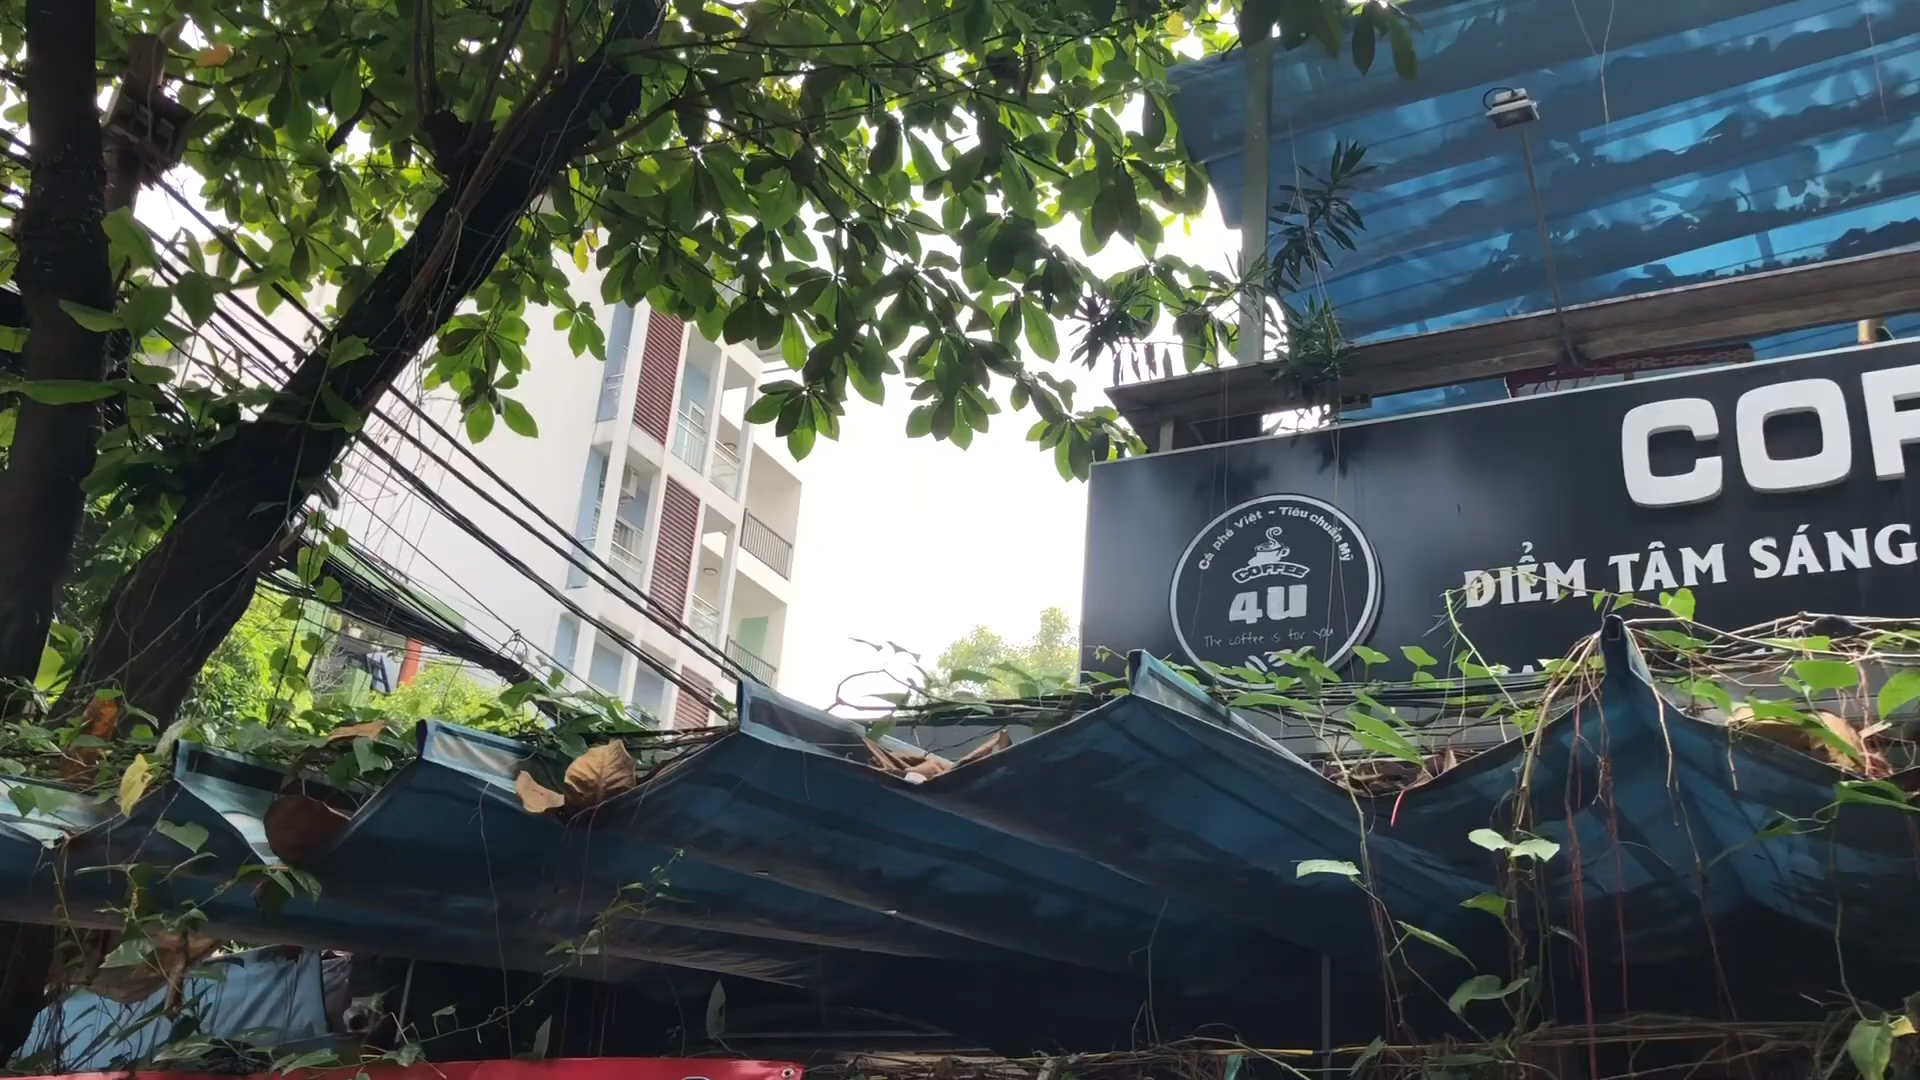 COF
ĐIỂM TÂM SÁNG
Cà phê Việt - Tiêu chuẩn Mỹ
COFFEE
4U
The coffee is for you